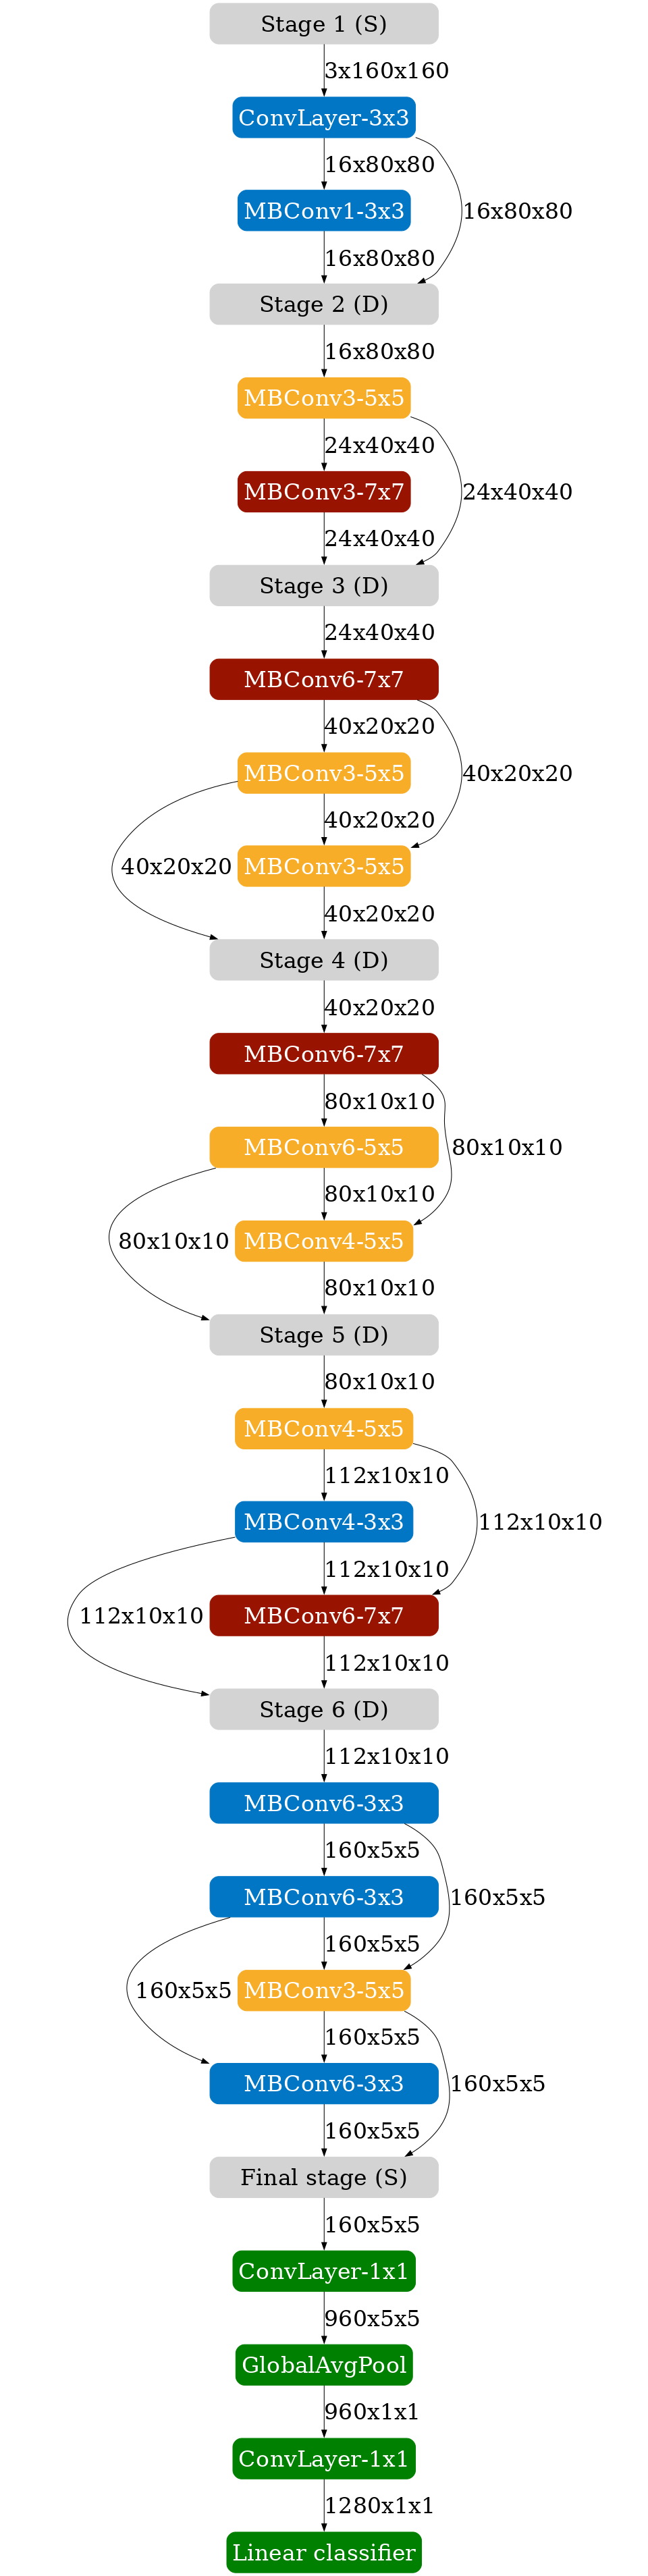 Stage 1 (S)
3x160x160
ConvLayer-3x3
16x80x80
MBConv1-3x3
16x80x80
16x80x80
Stage 2 (D)
16x80x80
MBConv3-5x5
24x40x40
MBConv3-7x7
24x40x40
24x40x40
Stage 3 (D)
24x40x40
MBConv6-7x7
40x20x20
MBConv3-5x5
40x20x20
40x20x20
MBConv3-5x5
40x20x20
40x20x20
Stage 4 (D)
40x20x20
MBConv6-7x7
80x10x10
MBConv6-5x5
80x10x10
80x10x10
MBConv4-5x5
80x10x10
80x10x10
Stage 5 (D)
80x10x10
MBConv4-5x5
112x10x10
MBConv4-3x3
112x10x10
112x10x10
MBConv6-7x7
112x10x10
112x10x10
Stage 6 (D)
112x10x10
MBConv6-3x3
160x5x5
MBConv6-3x3
160x5x5
160x5x5
MBConv3-5x5
160x5x5
160x5x5
MBConv6-3x3
160x5x5
160x5x5
Final stage (S)
160x5x5
ConvLayer-1x1
960x5x5
GlobalAvgPool
960x1x1
ConvLayer-1x1
1280x1x1
Linear classifier